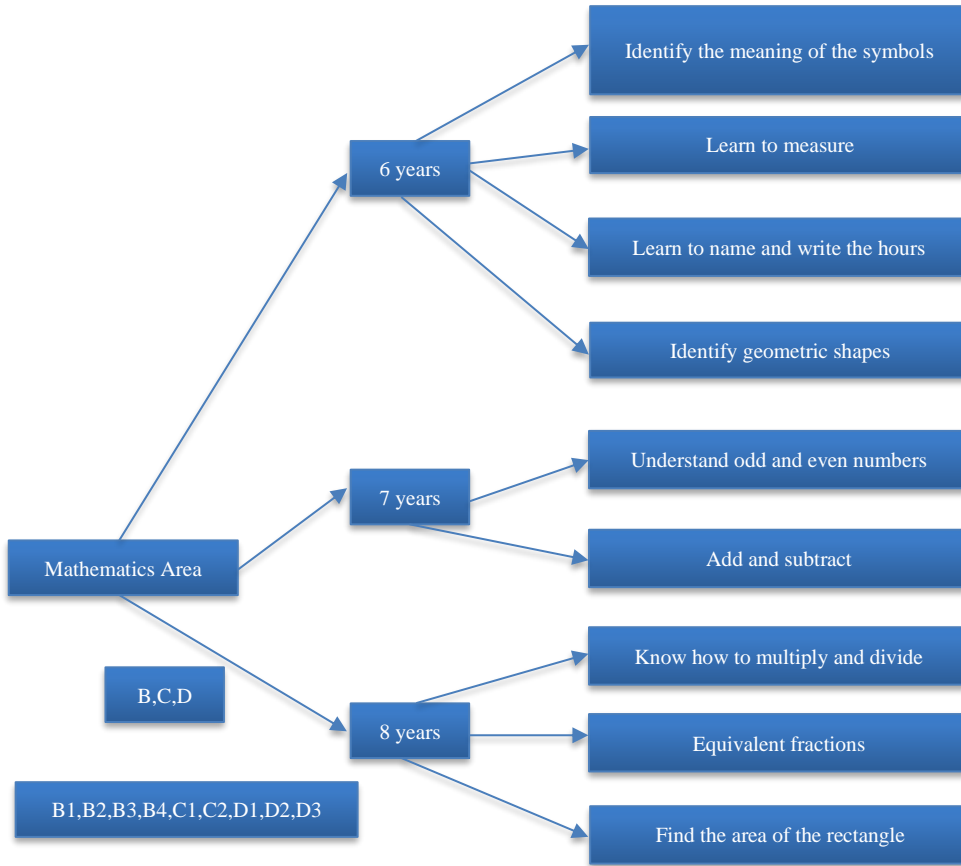 Identify the meaning of the symbols
Learn to measure
6 years
Learn to name and write the hours
Identify geometric shapes
Understand odd and even numbers
7 years
Add and subtract
Mathematics Area
Know how to multiply and divide
B,C,D
8 years
Equivalent fractions
B1,B2,B3,B4,C1,C2,D1,D2,D3
Find the area of the rectangle